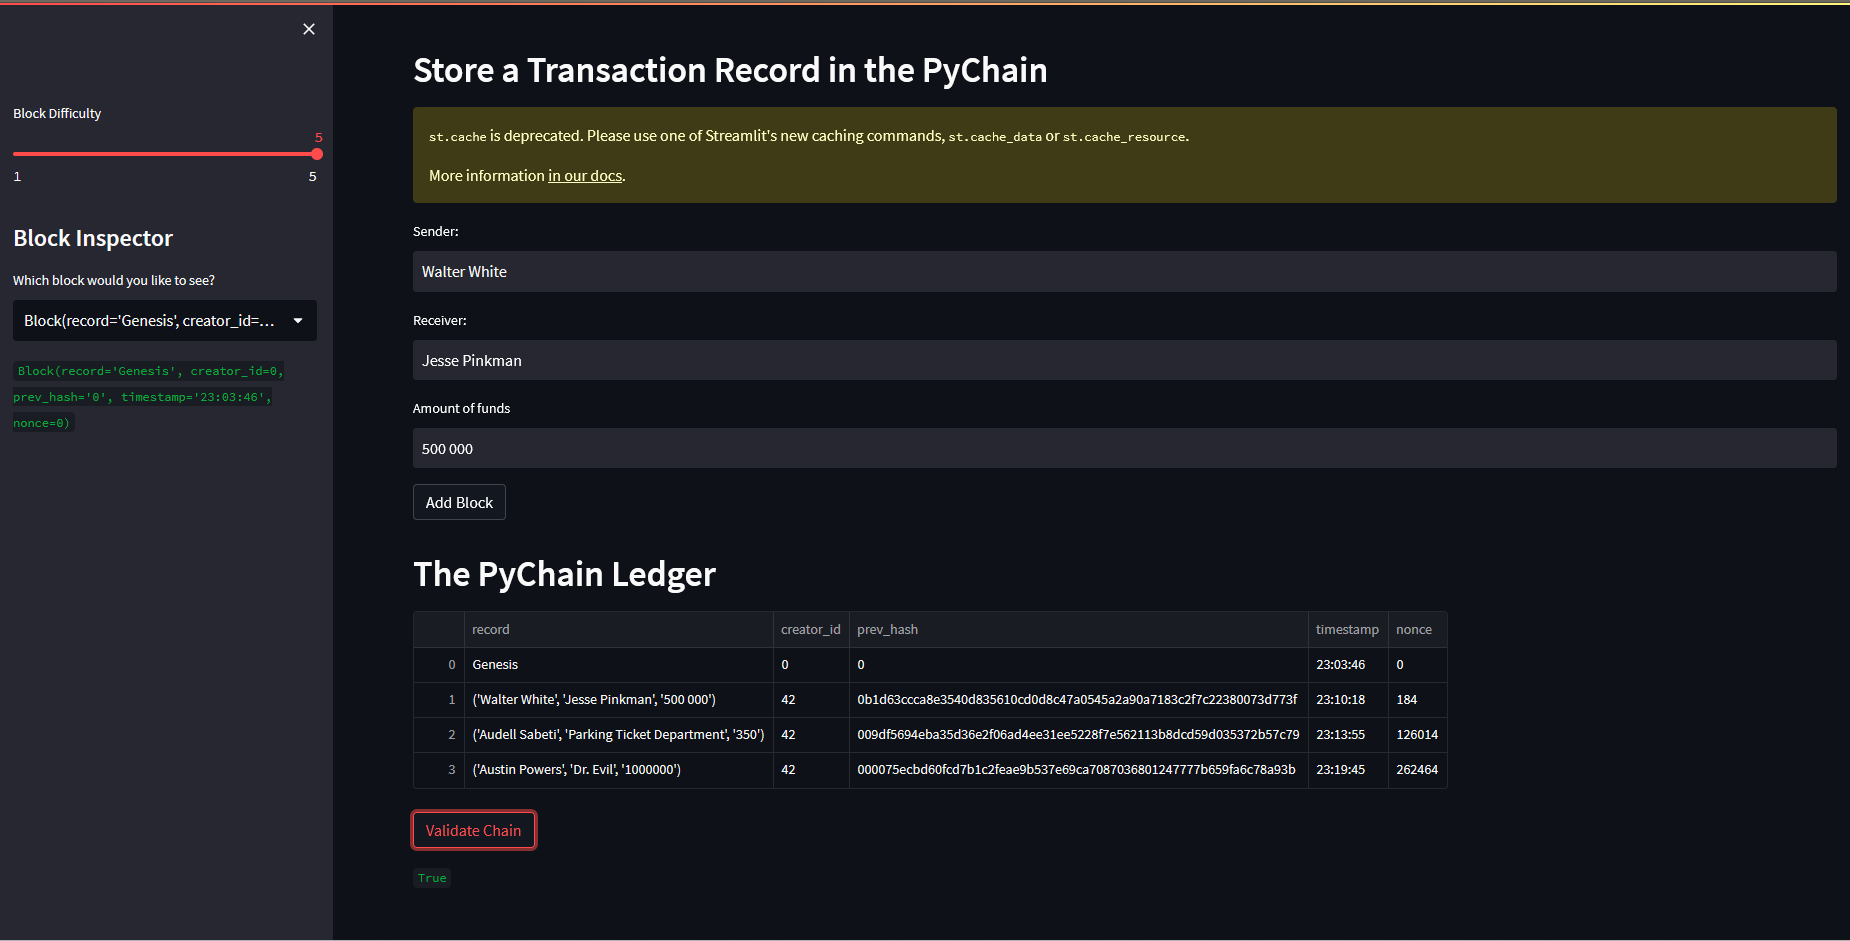 Block Difficulty
5
1 5
Block Inspector
Which block would you like to see?
Block(record='Genesis', creator_id=...
Block(record='Genesis', creator_id=0,
prev_hash='0', timestamp='23:03:46',
nonce=0)
Store a Transaction Record in the PyChain
st.cache is deprecated. Please use one of Streamlit's new caching commands, st.cache_data or st.cache_resource.
More information in our docs.
Sender:
Walter White
Receiver:
Jesse Pinkman
Amount of funds
500 000
Add Block
The PyChain Ledger
record creator_id prev_hash timestamp nonce
0 Genesis 0 0 23:03:46 0
1 ('Walter White', 'Jesse Pinkman', '500 000') 42 0b1d63ccca8e3540d835610cd0d8c47a0545a2a90a7183c2f7c22380073d773f 23:10:18 184
2 ('Audell Sabeti', 'Parking Ticket Department', '350') 42 009df5694eba35d36e2f06ad4ee31ee5228f7e562113b8dcd59d035372b57c79 23:13:55 126014
3 ('Austin Powers', 'Dr. Evil', '1000000') 42 000075ecbd60fcd7b1c2feae9b537e69ca7087036801247777b659fa6c78a93b 23:19:45 262464
Validate Chain
True